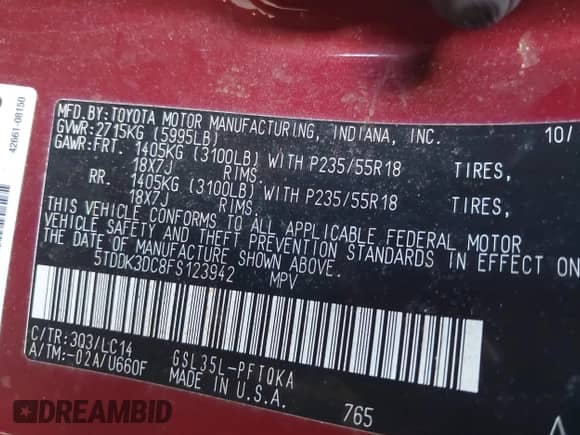 42661-08150
MFD. BY: TOYOTA MOTOR MANUFACTURING, INDIANA, INC. 10/
GVWR: 2715KG (5995LB)
GAWR:FRT. 1405KG (3100LB) WITH P235/55R18 TIRES,
18X7J RIMS
RR. 1405KG (3100LB) WITH P235/55R18 TIRES,
18X7J RIMS
THIS VEHICLE CONFORMS TO ALL APPLICABLE FEDERAL MOTOR
VEHICLE SAFETY AND THEFT PREVENTION STANDARDS IN EFFECT ON
DATE OF MANUFACTURE SHOWN ABOVE.
5TDDK3DC8FS123942 MPV
C/TR: 3Q3/LC14 GSL35L-PFTQKA
A/TM:-02A/U660F MADE IN U.S.A. 765
DREAMBID